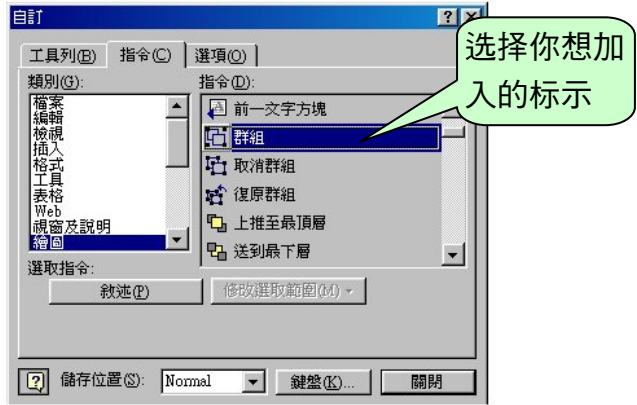 自訂
工具列(B) 指令(C) 選項(O)
选择你想加
入的标示
類別(G):
指令(D):
檔案
編輯
檢視
插入
格式
工具
表格
Web
視窗及說明
繪圖
前一文字方塊
群組
取消群組
復原群組
上推至最頂層
送到最下層
選取指令:
敘述(P) 修改選取範圍(M)
儲存位置(S): Normal 鍵盤(K)... 關閉